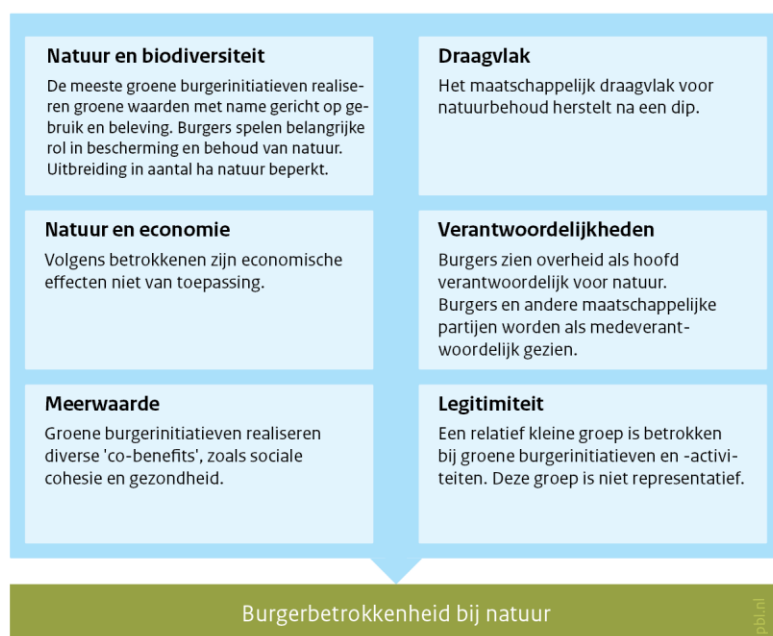 Natuur en biodiversiteit
De meeste groene burgerinitiatieven realise-
ren groene waarden met name gericht op ge-
bruik en beleving. Burgers spelen belangrijke
rol in bescherming en behoud van natuur.
Uitbreiding in aantal ha natuur beperkt.
Draagvlak
Het maatschappelijk draagvlak voor
natuurbehoud herstelt na een dip.
Natuur en economie
Volgens betrokkenen zijn economische
effecten niet van toepassing.
Verantwoordelijkheden
Burgers zien overheid als hoofd
verantwoordelijk voor natuur.
Burgers en andere maatschappelijke
partijen worden als medeverant-
woordelijk gezien.
Meerwaarde
Groene burgerinitiatieven realiseren
diverse 'co-benefits', zoals sociale
cohesie en gezondheid.
Legitimiteit
Een relatief kleine groep is betrokken
bij groene burgerinitiatieven en -activi-
teiten. Deze groep is niet representatief.
Burgerbetrokkenheid bij natuur
pbl.nl